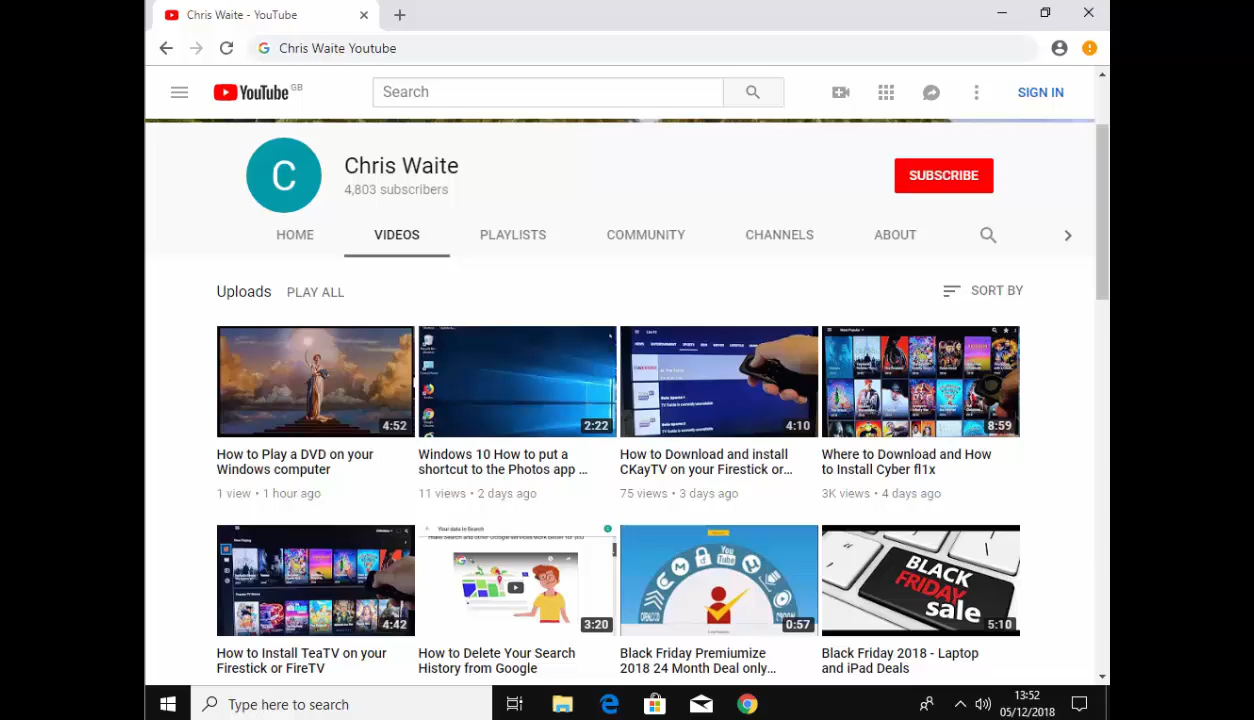 Chris Waite - YouTube
Chris Waite Youtube
YouTube GB
Search
SIGN IN
C
Chris Waite
4,803 subscribers
SUBSCRIBE
HOME
VIDEOS
PLAYLISTS
COMMUNITY
CHANNELS
ABOUT
Uploads
PLAY ALL
SORT BY
4:52
2:22
4:10
8:59
How to Play a DVD on your
Windows computer
1 view • 1 hour ago
Windows 10 How to put a
shortcut to the Photos app ...
11 views • 2 days ago
How to Download and install
CKayTV on your Firestick or...
75 views • 3 days ago
Where to Download and How
to Install Cyber fl1x
3K views • 4 days ago
4:42
Your data in Search
3:20
You
Tube
0:57
BLACK
FRIDAY
sale
5:10
How to Install TeaTV on your
Firestick or FireTV
How to Delete Your Search
History from Google
Black Friday Premiumize
2018 24 Month Deal only...
Black Friday 2018 - Laptop
and iPad Deals
Type here to search
13:52
05/12/2018